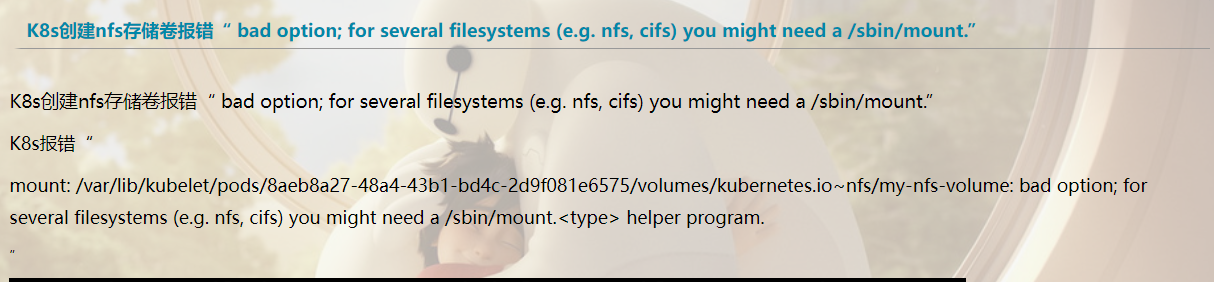 K8s创建nfs存储卷报错“ bad option; for several filesystems (e.g. nfs, cifs) you might need a /sbin/mount.”
K8s创建nfs存储卷报错“ bad option; for several filesystems (e.g. nfs, cifs) you might need a /sbin/mount.”
K8s报错“
mount: /var/lib/kubelet/pods/8aeb8a27-48a4-43b1-bd4c-2d9f081e6575/volumes/kubernetes.io~nfs/my-nfs-volume: bad option; for
several filesystems (e.g. nfs, cifs) you might need a /sbin/mount.<type> helper program.
”